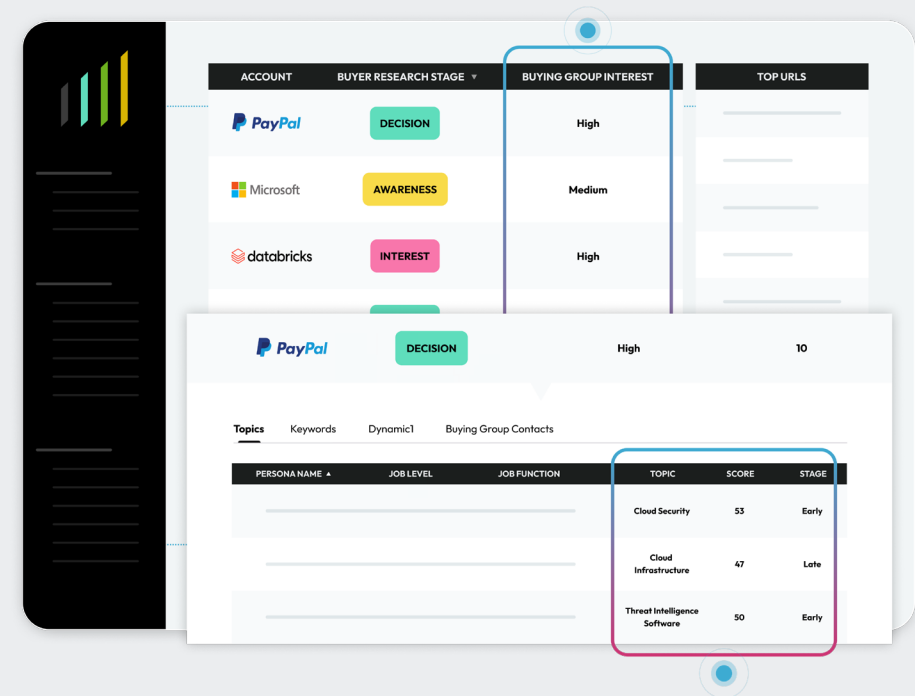 ACCOUNT BUYER RESEARCH STAGE ▼ BUYING GROUP INTEREST TOP URLS
PayPal DECISION High
Microsoft AWARENESS Medium
databricks INTEREST High
PayPal DECISION High 10
Topics Keywords Dynamic1 Buying Group Contacts
PERSONA NAME ▲ JOB LEVEL JOB FUNCTION TOPIC SCORE STAGE
Cloud Security 53 Early
Cloud
Infrastructure 47 Late
Threat Intelligence
Software 50 Early